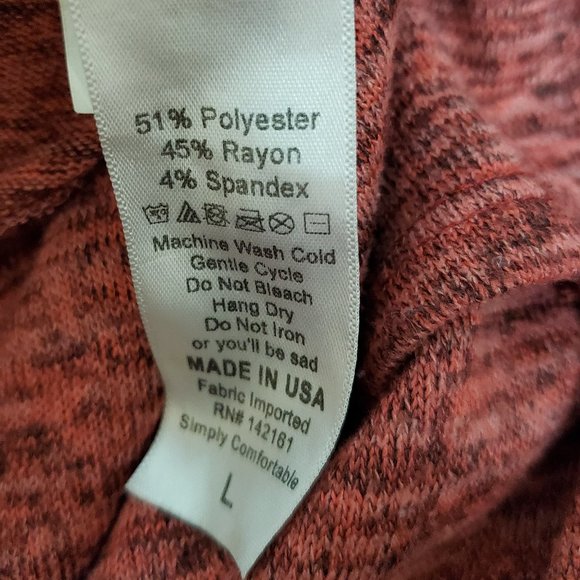 51% Polyester
45% Rayon
4% Spandex
Machine Wash Cold
Gentle Cycle
Do Not Bleach
Hang Dry
Do Not Iron
or you'll be sad
MADE IN USA
Fabric Imported
RN# 142181
Simply Comfortable
L